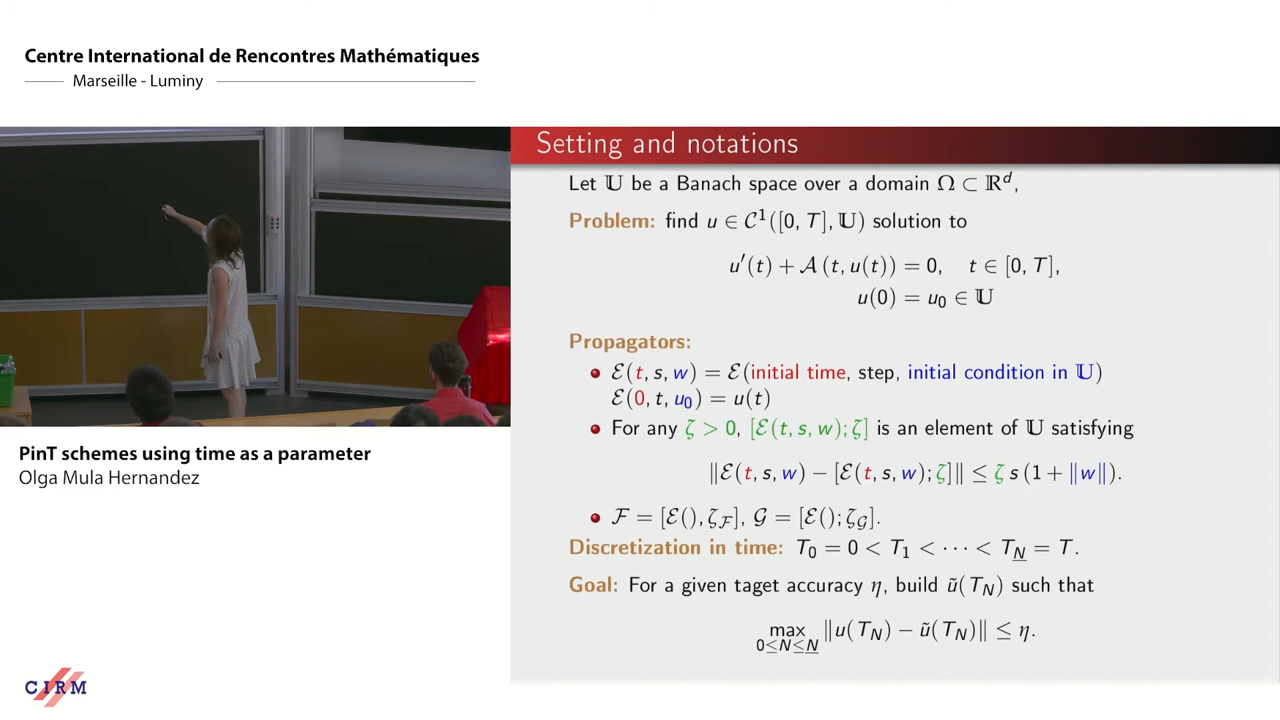 Centre International de Rencontres Mathématiques
Marseille - Luminy
Setting and notations
Let 𝕌 be a Banach space over a domain Ω ⊂ ℝ^d,
Problem: find u ∈ 𝒞¹([0, T], 𝕌) solution to
u′(t) + 𝒜 (t, u(t)) = 0, t ∈ [0, T],
u(0) = u₀ ∈ 𝕌
Propagators:
ℰ(t, s, w) = ℰ(initial time, step, initial condition in 𝕌)
ℰ(0, t, u₀) = u(t)
For any ζ > 0, [ℰ(t, s, w); ζ] is an element of 𝕌 satisfying
‖ℰ(t, s, w) − [ℰ(t, s, w); ζ]‖ ≤ ζ s (1 + ‖w‖).
ℱ = [ℰ(), ζ_ℱ], 𝒢 = [ℰ(); ζ_𝒢].
Discretization in time: T₀ = 0 < T₁ < ⋯ < T_N̲ = T.
Goal: For a given taget accuracy η, build ũ(T_N) such that
max ‖u(T_N) − ũ(T_N)‖ ≤ η.
0≤N≤N̲
PinT schemes using time as a parameter
Olga Mula Hernandez
CIRM